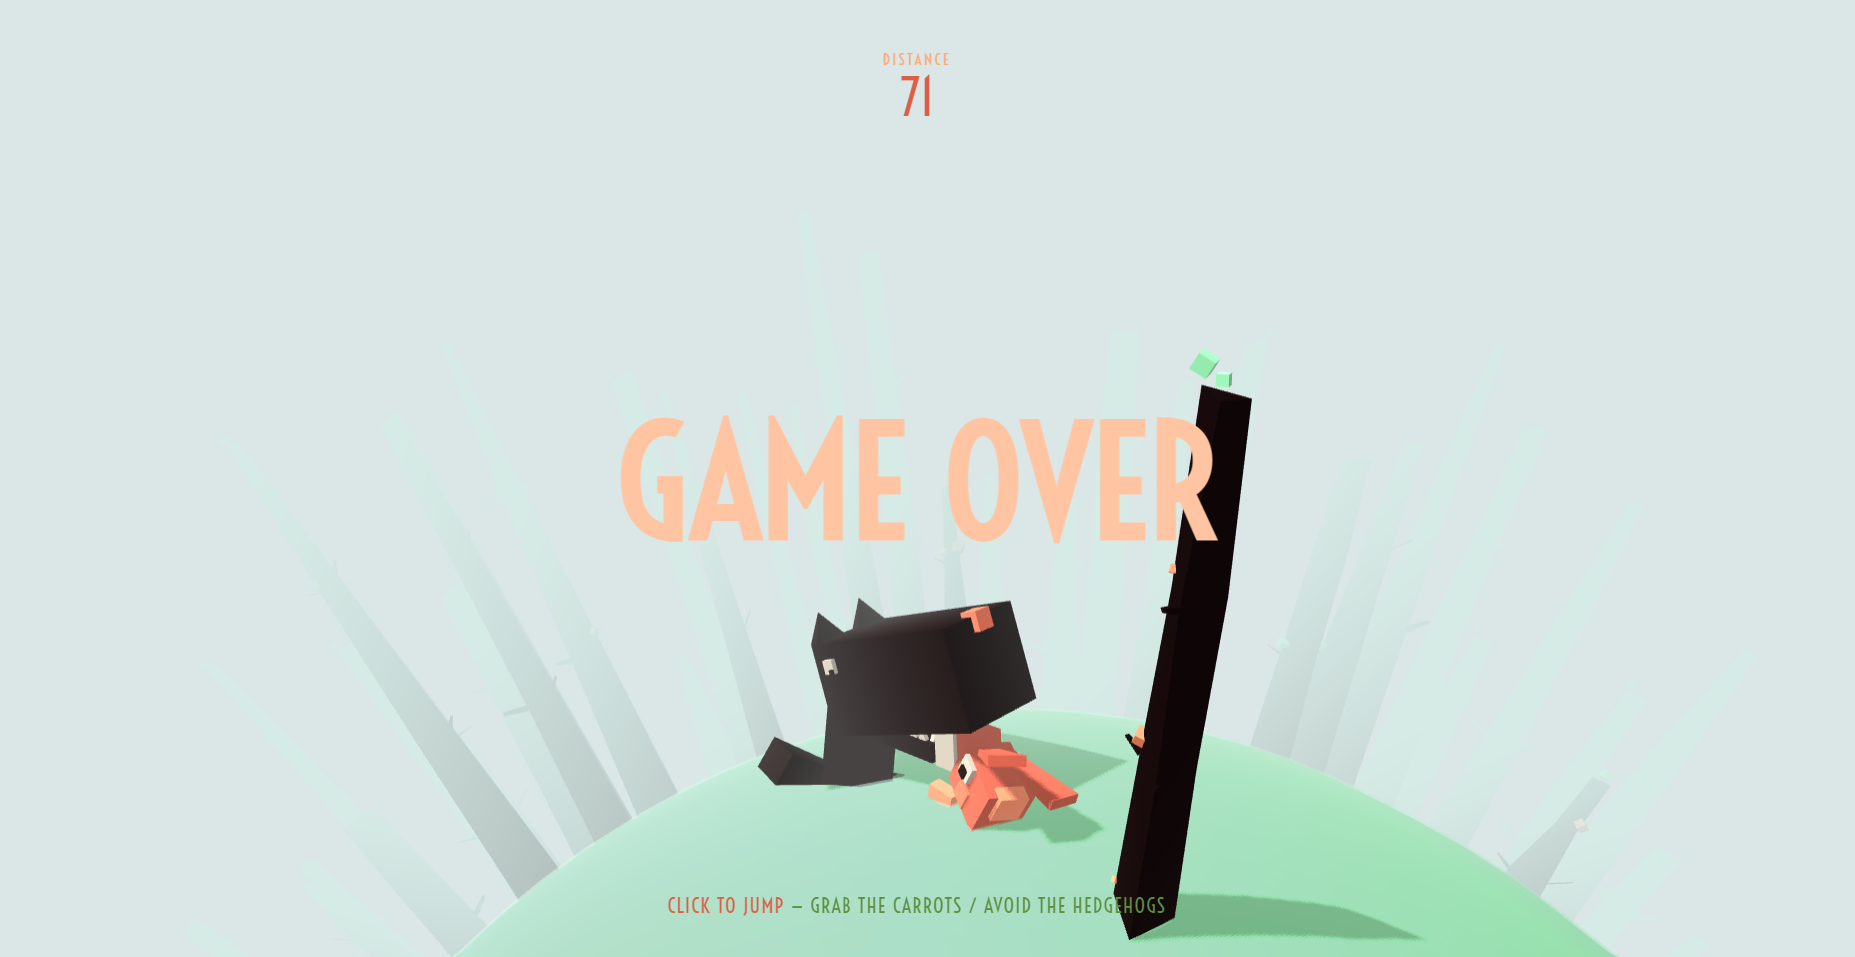 DISTANCE
71
GAME OVER
CLICK TO JUMP – GRAB THE CARROTS / AVOID THE HEDGEHOGS